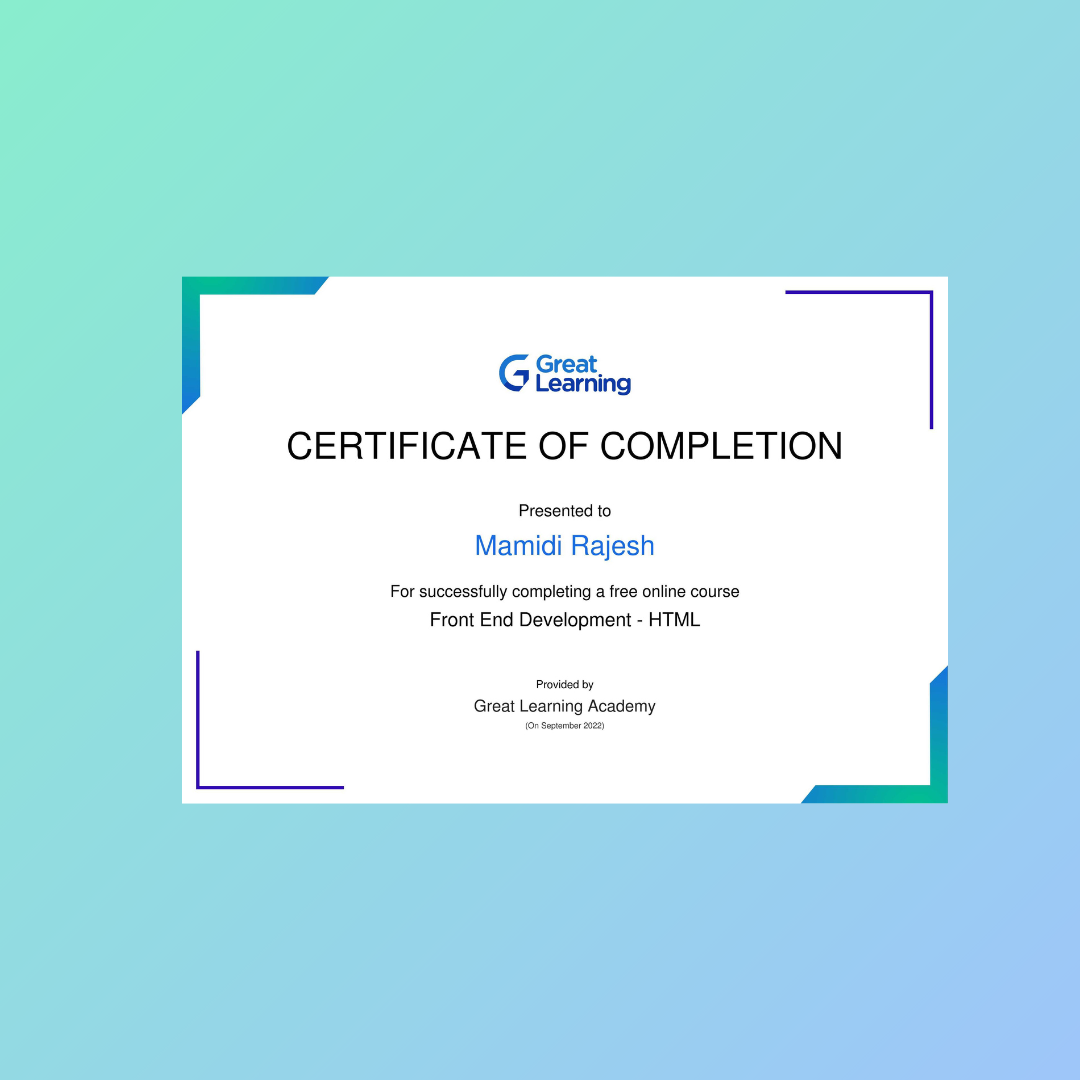 Great
Learning
CERTIFICATE OF COMPLETION
Presented to
Mamidi Rajesh
For successfully completing a free online course
Front End Development - HTML
Provided by
Great Learning Academy
(On September 2022)